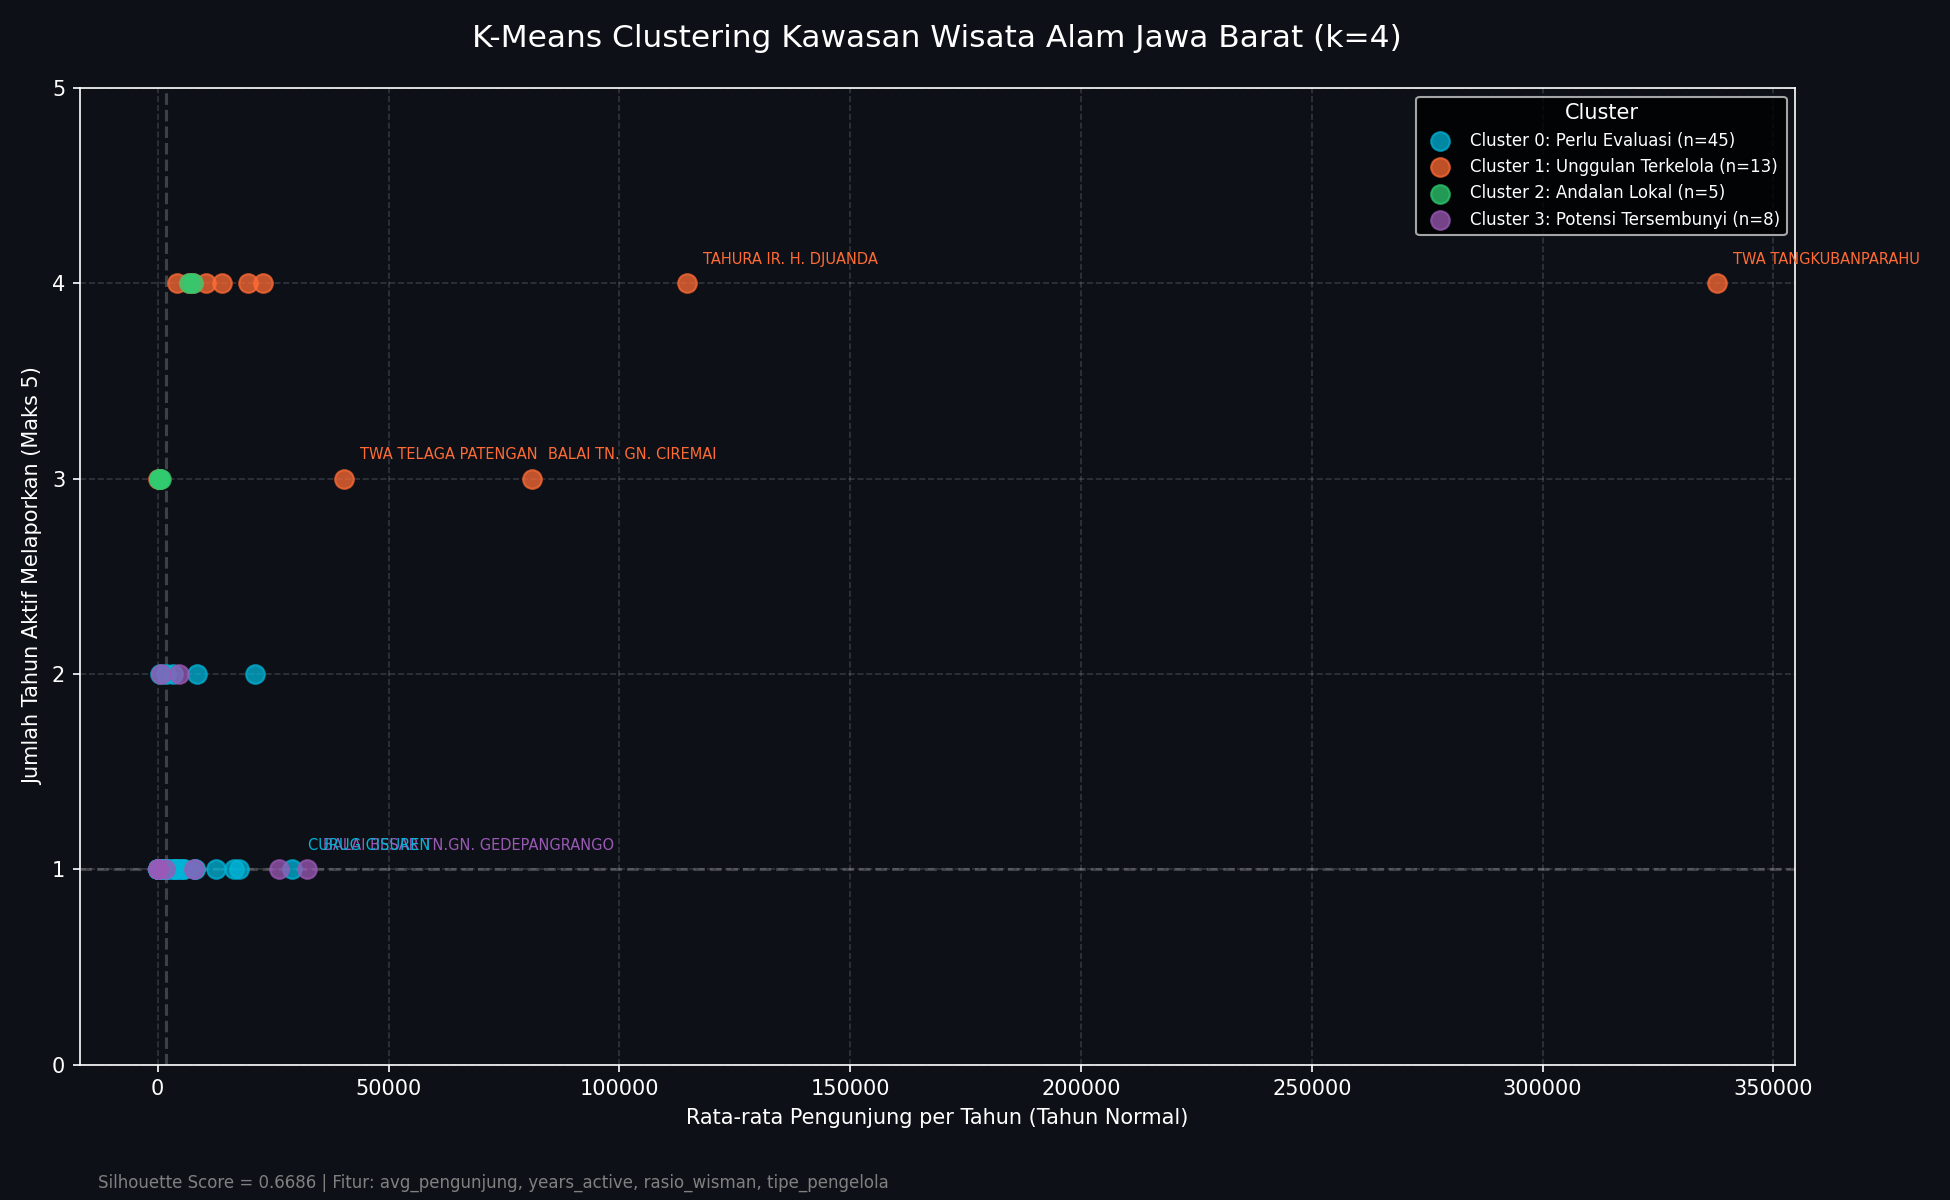 K-Means Clustering Kawasan Wisata Alam Jawa Barat (k=4)
Cluster
Cluster 0: Perlu Evaluasi (n=45)
Cluster 1: Unggulan Terkelola (n=13)
Cluster 2: Andalan Lokal (n=5)
Cluster 3: Potensi Tersembunyi (n=8)
5
4
3
2
1
0
Jumlah Tahun Aktif Melaporkan (Maks 5)
TAHURA IR. H. DJUANDA
TWA TANGKUBANPARAHU
TWA TELAGA PATENGAN
BALAI TN. GN. CIREMAI
BALAI BESAR TN.GN. GEDEPANGRANGO
0
50000
100000
150000
200000
250000
300000
350000
Rata-rata Pengunjung per Tahun (Tahun Normal)
Silhouette Score = 0.6686 | Fitur: avg_pengunjung, years_active, rasio_wisman, tipe_pengelola